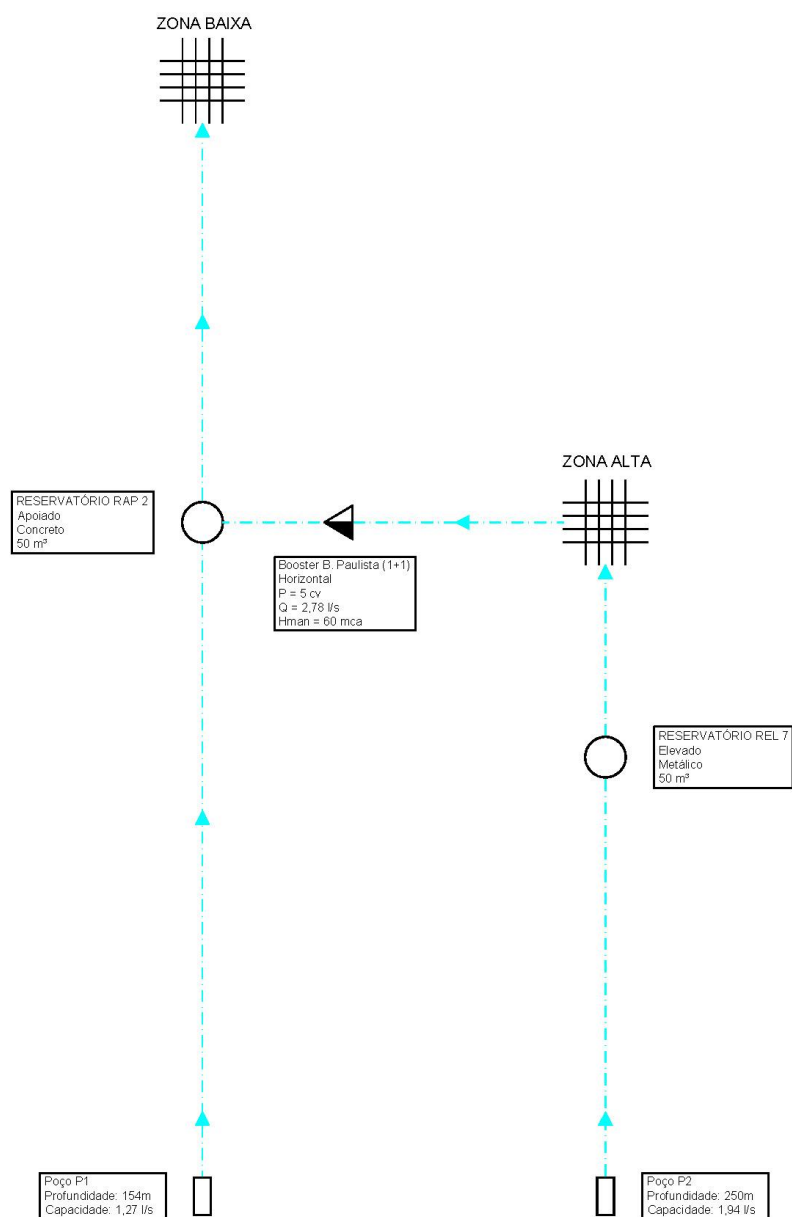 ZONA BAIXA
ZONA ALTA
RESERVATÓRIO RAP 2
Apoiado
Concreto
50 m³
Booster B. Paulista (1+1)
Horizontal
P = 5 cv
Q = 2,78 l/s
Hman = 60 mca
RESERVATÓRIO REL 7
Elevado
Metálico
50 m³
Poço P1
Profundidade: 154m
Capacidade: 1,27 l/s
Poço P2
Profundidade: 250m
Capacidade: 1,94 l/s